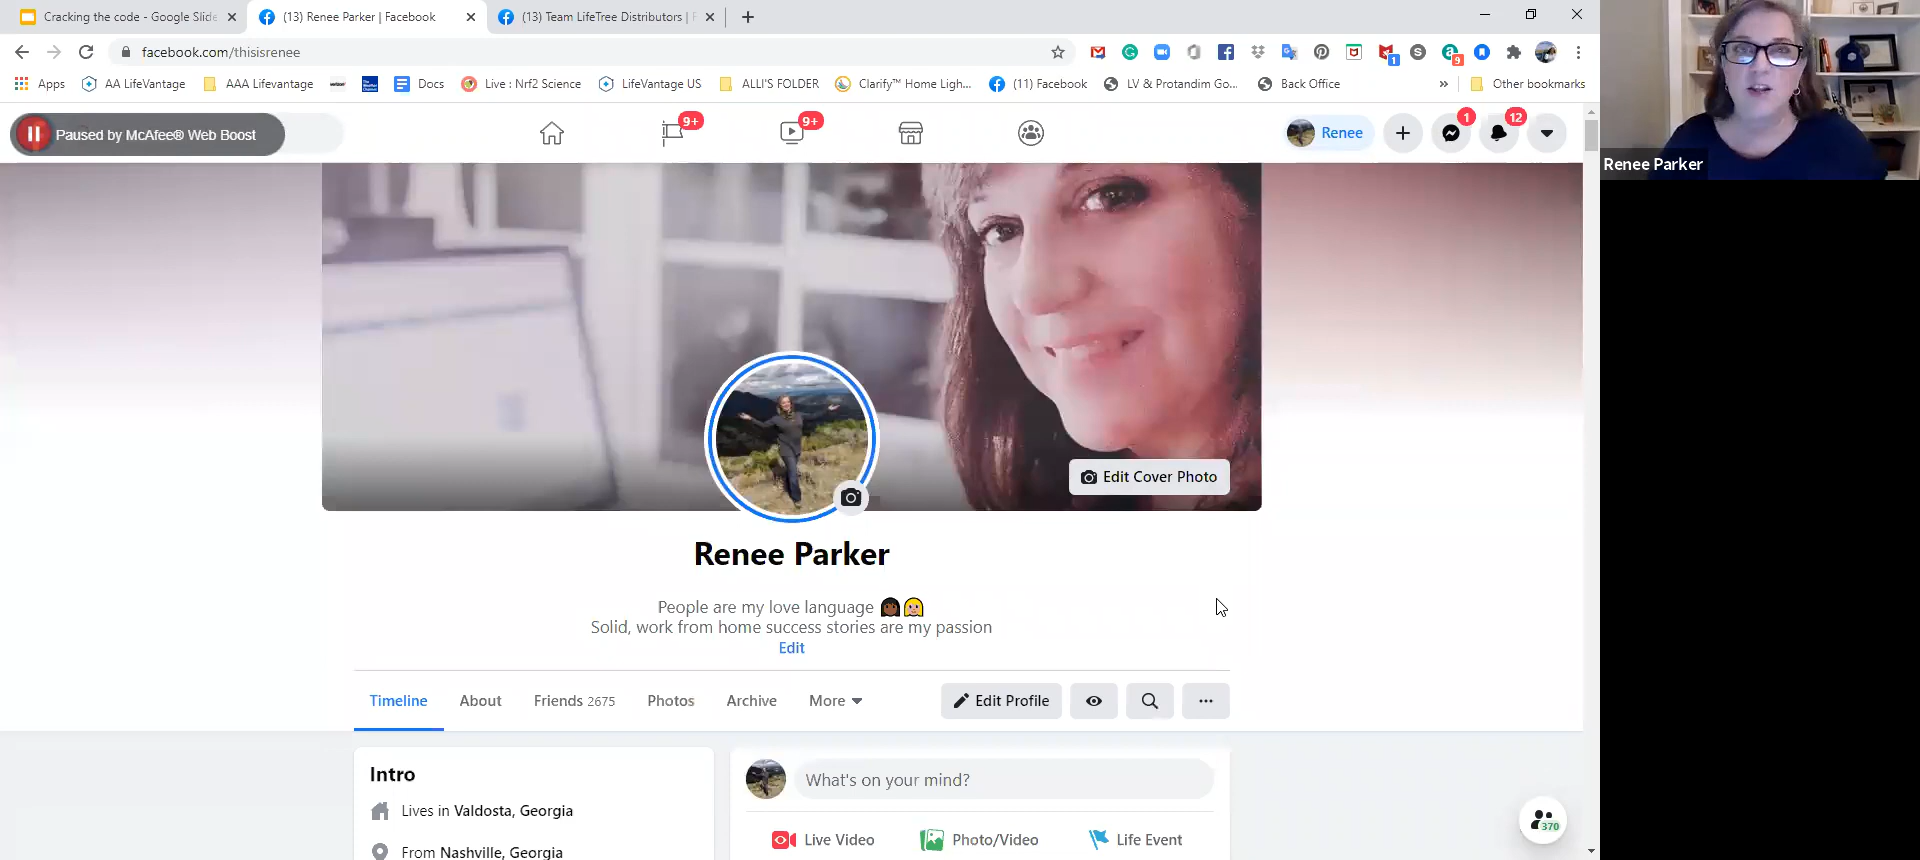 Cracking the code - Google Slide
(13) Renee Parker | Facebook
(13) Team LifeTree Distributors | F
facebook.com/thisisrenee
1
9
Apps
AA LifeVantage
AAA Lifevantage
Docs
Live : Nrf2 Science
LifeVantage US
ALLI'S FOLDER
Clarify™ Home Ligh...
(11) Facebook
LV & Protandim Go...
Back Office
»
Other bookmarks
Paused by McAfee® Web Boost
9+
9+
Renee
1
12
Renee Parker
Edit Cover Photo
Renee Parker
People are my love language 👩🏾👱🏼‍♀️
Solid, work from home success stories are my passion
Edit
Timeline
About
Friends 2675
Photos
Archive
More
Edit Profile
Intro
What's on your mind?
Lives in Valdosta, Georgia
Live Video
Photo/Video
Life Event
From Nashville, Georgia
370